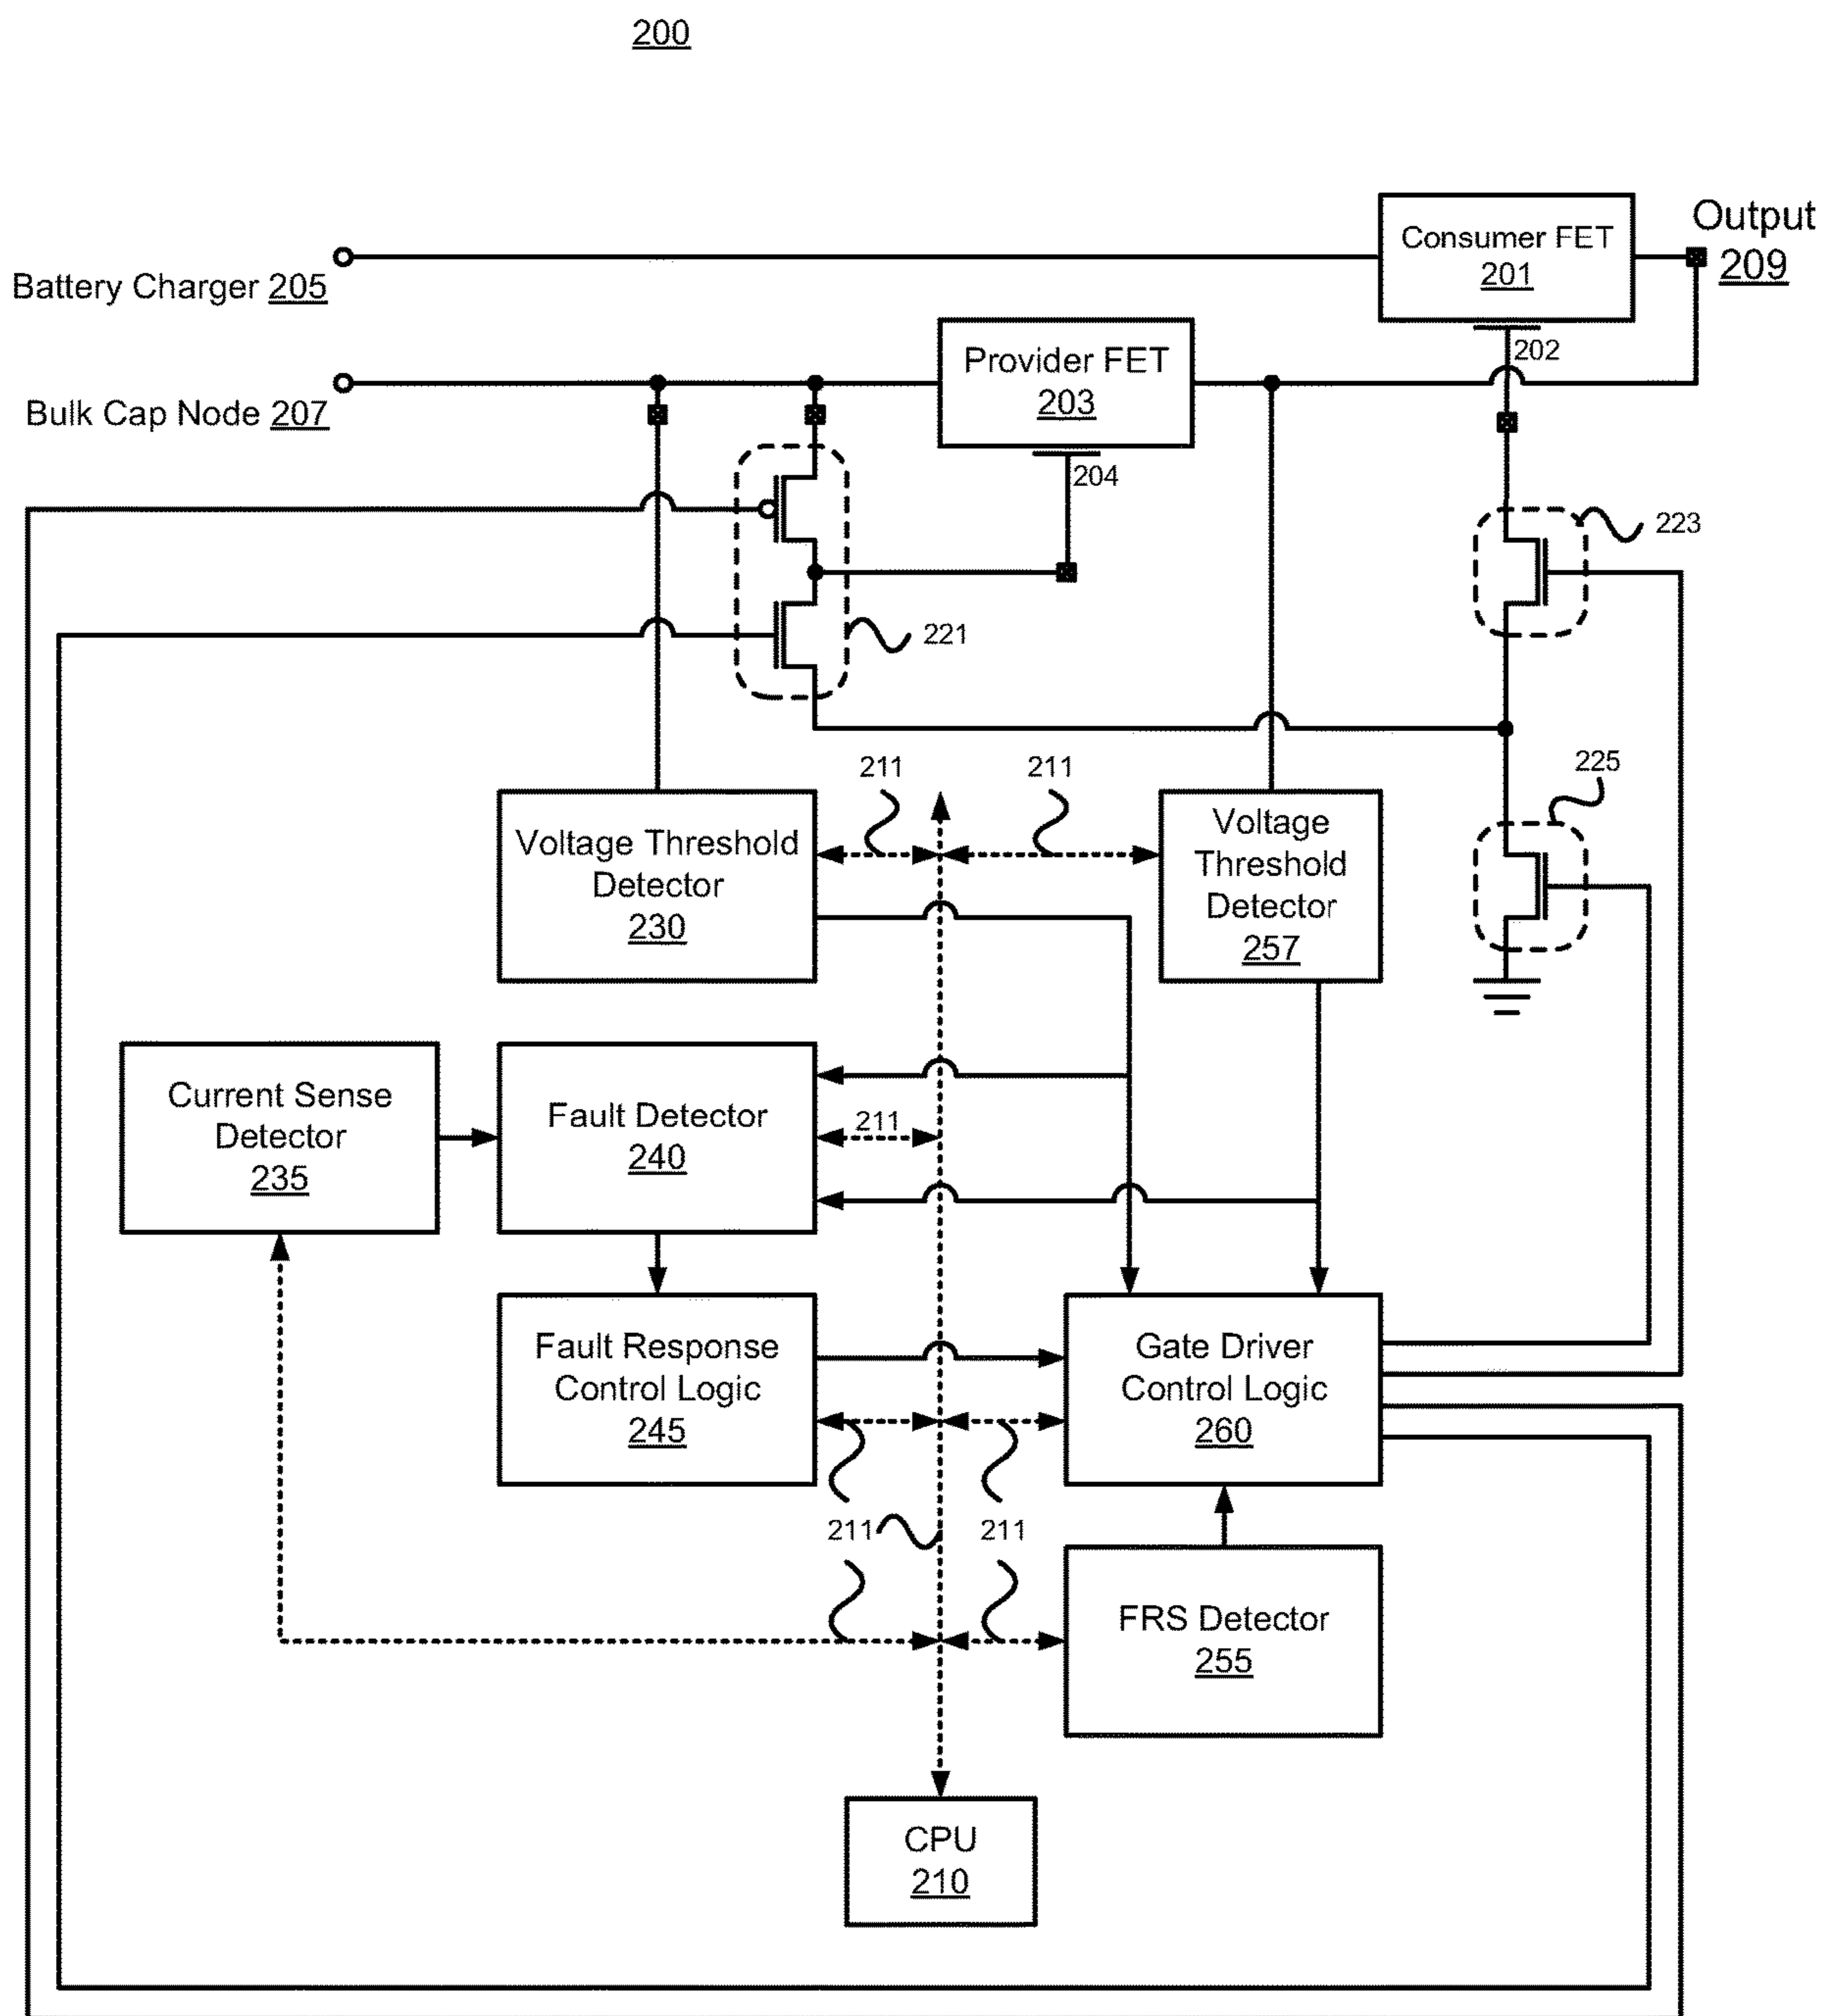 200
Output
209
Consumer FET
201
202
Battery Charger 205
Provider FET
203
204
Bulk Cap Node 207
223
221
225
211
211
Voltage Threshold
Detector
230
Voltage
Threshold
Detector
257
Current Sense
Detector
235
Fault Detector
240
211
Fault Response
Control Logic
245
Gate Driver
Control Logic
260
211
211
FRS Detector
255
CPU
210